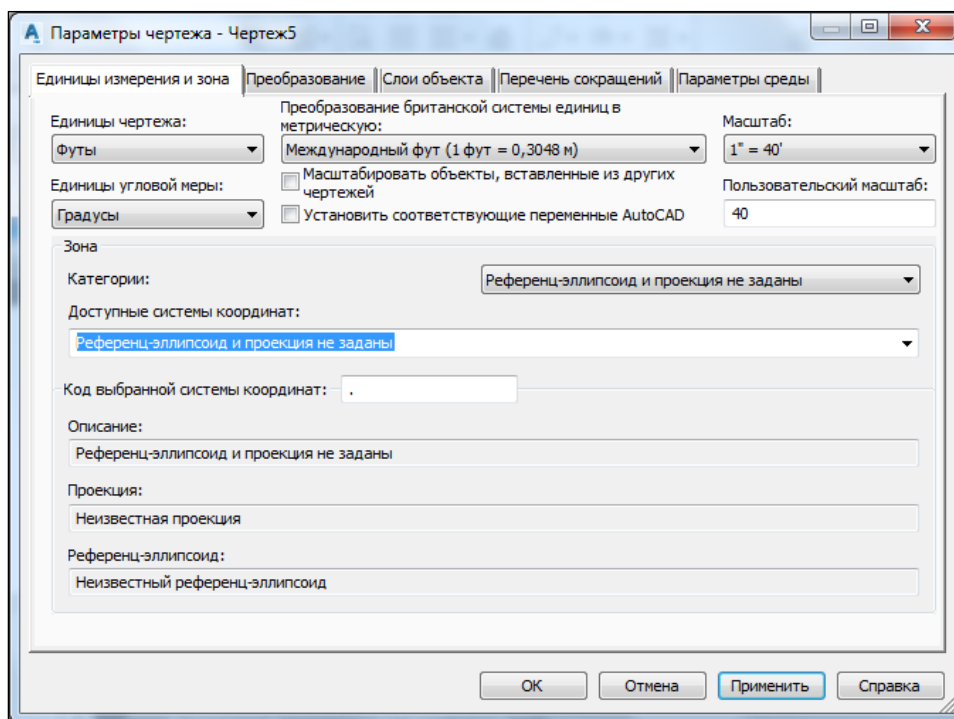 Параметры чертежа - Чертеж5
Единицы измерения и зона
Преобразование
Слои объекта
Перечень сокращений
Параметры среды
Единицы чертежа:
Футы
Преобразование британской системы единиц в
метрическую:
Международный фут (1 фут = 0,3048 м)
Масштаб:
1" = 40'
Единицы угловой меры:
Градусы
Масштабировать объекты, вставленные из других
чертежей
Установить соответствующие переменные AutoCAD
Пользовательский масштаб:
40
Зона
Категории:
Референц-эллипсоид и проекция не заданы
Доступные системы координат:
Референц-эллипсоид и проекция не заданы
Код выбранной системы координат:
.
Описание:
Референц-эллипсоид и проекция не заданы
Проекция:
Неизвестная проекция
Референц-эллипсоид:
Неизвестный референц-эллипсоид
ОК
Отмена
Применить
Справка